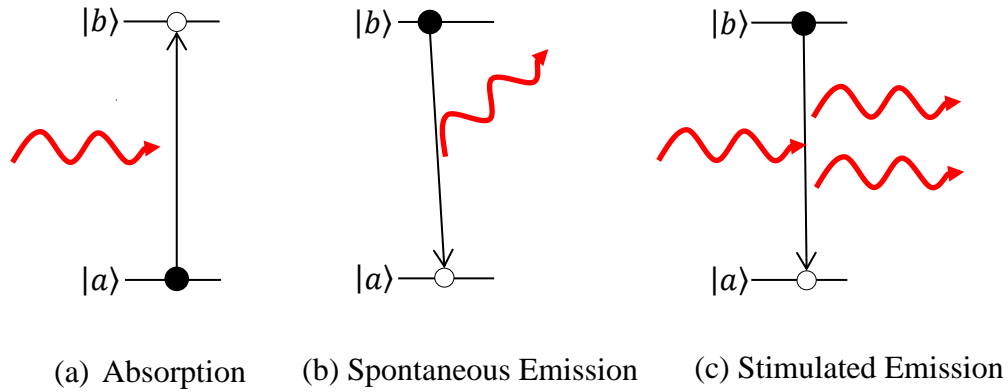 |b⟩ |b⟩ |b⟩
|a⟩ |a⟩ |a⟩
(a) Absorption (b) Spontaneous Emission (c) Stimulated Emission